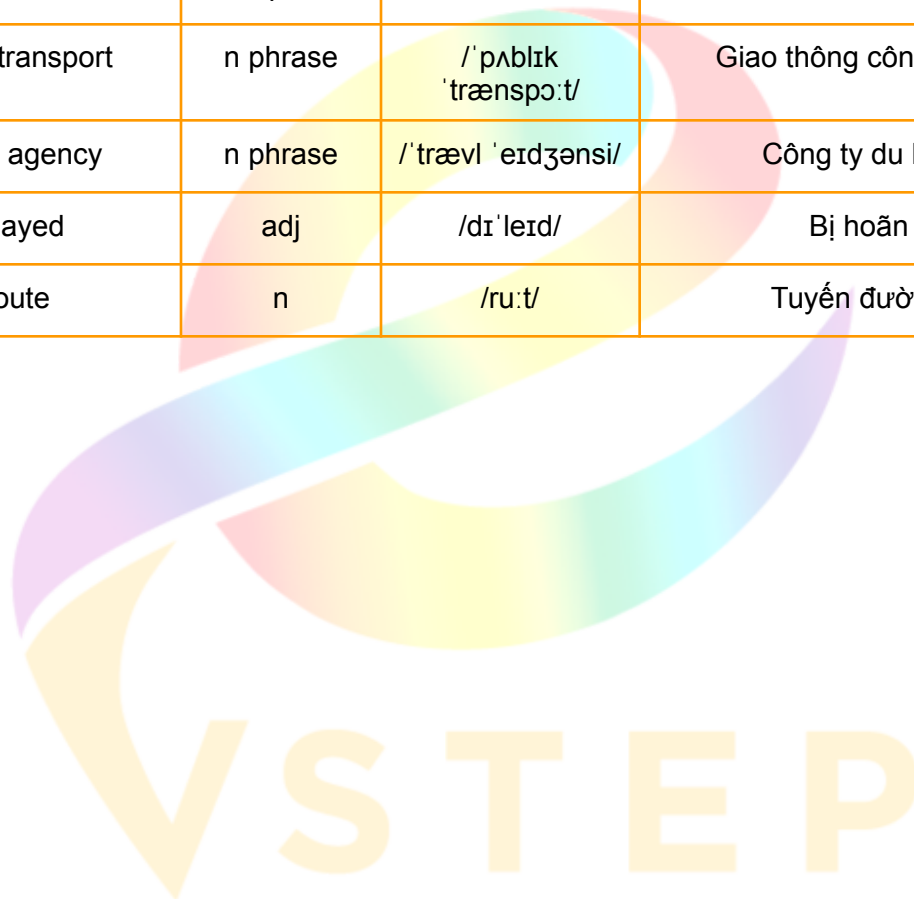 transport n phrase /ˈpʌblɪk ˈtrænspɔːt/ Giao thông côn
agency n phrase /ˈtrævl ˈeɪdʒənsi/ Công ty du
ayed adj /dɪˈleɪd/ Bị hoãn
oute n /ruːt/ Tuyến đườ
VSTEP